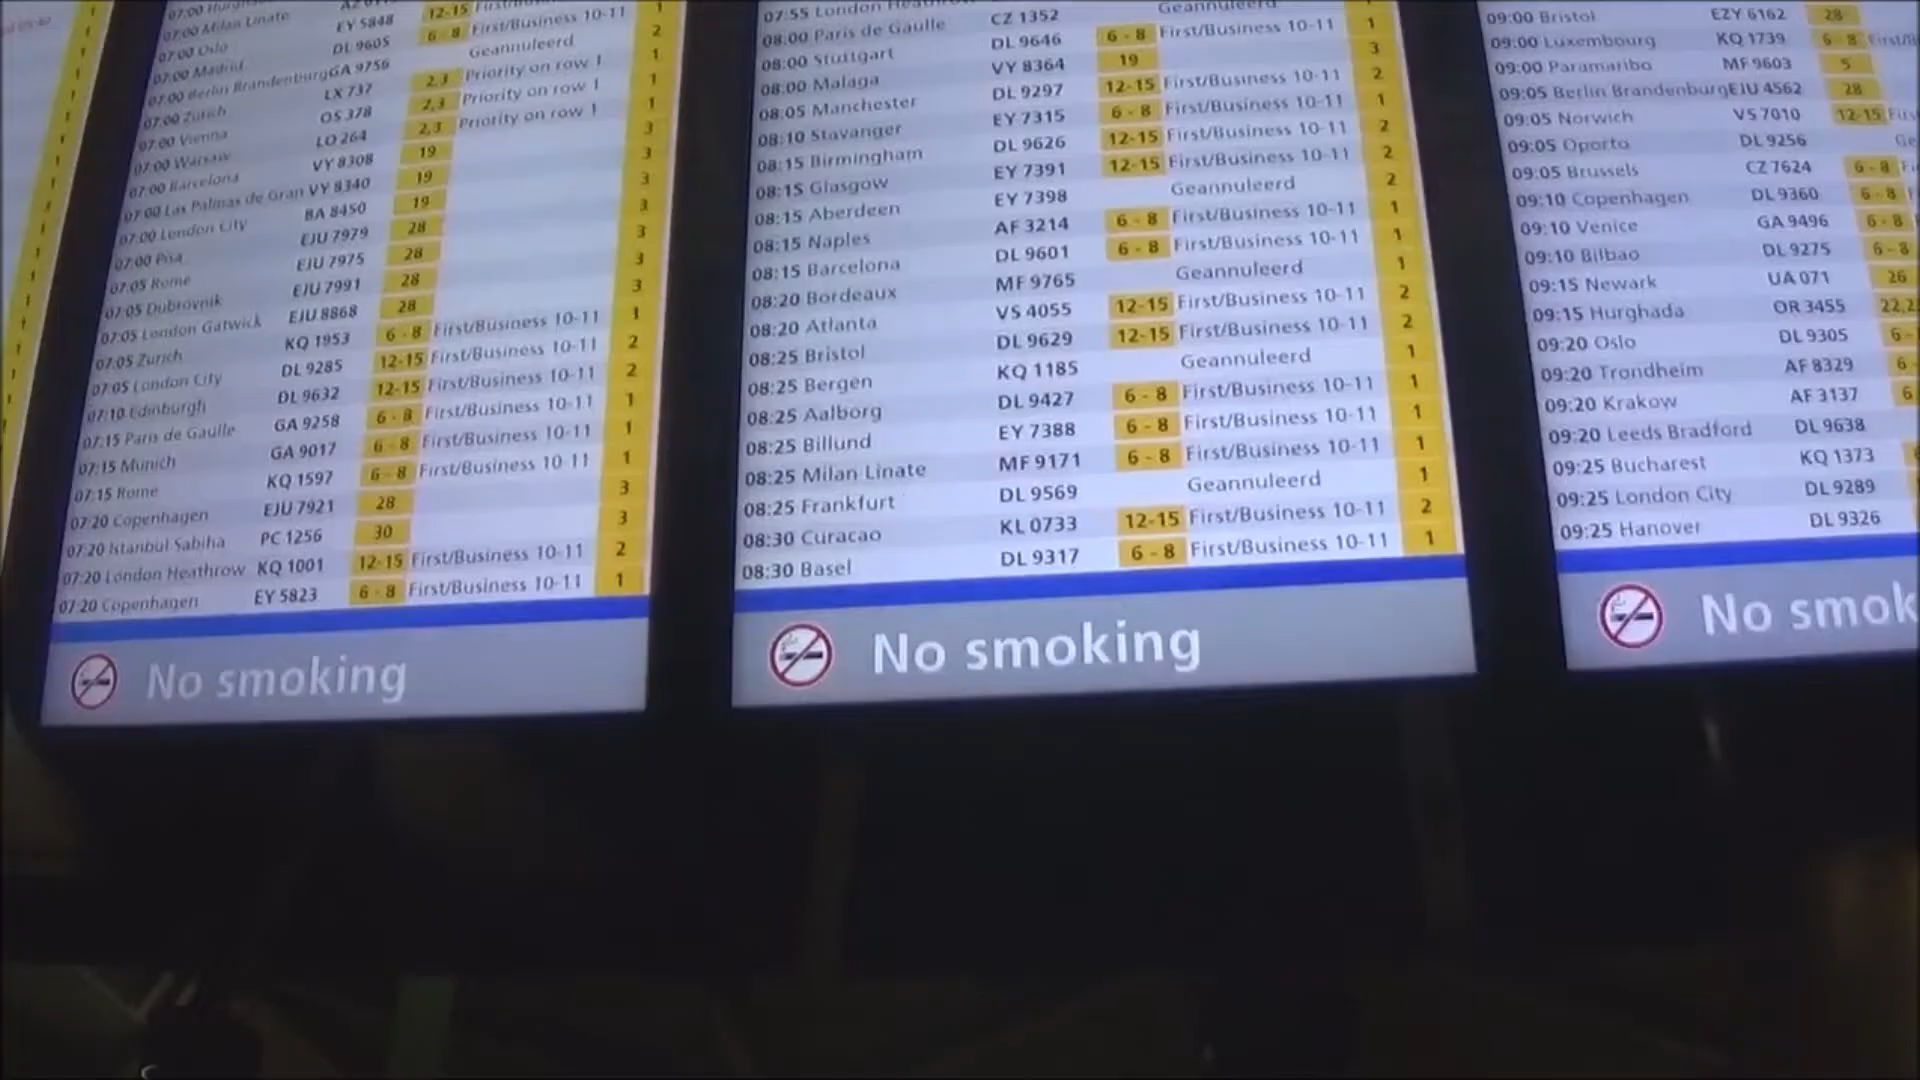 07:00 Milan Linate
07:00 Oslo EY 5848 12-15
07:00 Madrid DL 9605 6 - 8 First/Business 10-11 1
07:00 Berlin Brandenburg GA 9756 Geannuleerd 2
07:00 Zurich LX 737 2,3 Priority on row 1 1
07:00 Vienna OS 378 2,3 Priority on row 1 1
07:00 Warsaw LO 264 2,3 Priority on row 1 1
07:00 Barcelona VY 8308 19 3
07:00 Las Palmas de Gran VY 8340 19 3
07:00 London City BA 8450 19 3
07:00 Pisa EJU 7979 28 3
07:05 Rome EJU 7975 28 3
07:05 Dubrovnik EJU 7991 28 3
07:05 London Gatwick EJU 8868 28 3
07:05 Zurich KQ 1953 6 - 8 First/Business 10-11 1
07:05 London City DL 9285 12-15 First/Business 10-11 2
07:10 Edinburgh DL 9632 12-15 First/Business 10-11 2
07:15 Paris de Gaulle GA 9258 6 - 8 First/Business 10-11 1
07:15 Munich GA 9017 6 - 8 First/Business 10-11 1
07:15 Rome KQ 1597 6 - 8 First/Business 10-11 1
07:20 Copenhagen EJU 7921 28 3
07:20 Istanbul Sabiha PC 1256 30 3
07:20 London Heathrow KQ 1001 12-15 First/Business 10-11 2
07:20 Copenhagen EY 5823 6 - 8 First/Business 10-11 1
No smoking
07:55 London
08:00 Paris de Gaulle CZ 1352 Geannuleerd
08:00 Stuttgart DL 9646 6 - 8 First/Business 10-11 1
08:00 Malaga VY 8364 19 3
08:05 Manchester DL 9297 12-15 First/Business 10-11 2
08:10 Stavanger EY 7315 6 - 8 First/Business 10-11 1
08:15 Birmingham DL 9626 12-15 First/Business 10-11 2
08:15 Glasgow EY 7391 12-15 First/Business 10-11 2
08:15 Aberdeen EY 7398 Geannuleerd 2
08:15 Naples AF 3214 6 - 8 First/Business 10-11 1
08:15 Barcelona DL 9601 6 - 8 First/Business 10-11 1
08:20 Bordeaux MF 9765 Geannuleerd 1
08:20 Atlanta VS 4055 12-15 First/Business 10-11 2
08:25 Bristol DL 9629 12-15 First/Business 10-11 2
08:25 Bergen KQ 1185 Geannuleerd 1
08:25 Aalborg DL 9427 6 - 8 First/Business 10-11 1
08:25 Billund EY 7388 6 - 8 First/Business 10-11 1
08:25 Milan Linate MF 9171 6 - 8 First/Business 10-11 1
08:25 Frankfurt DL 9569 Geannuleerd 1
08:30 Curacao KL 0733 12-15 First/Business 10-11 2
08:30 Basel DL 9317 6 - 8 First/Business 10-11 1
No smoking
09:00 Bristol EZY 6162 28
09:00 Luxembourg KQ 1739 6 - 8 First/B
09:00 Paramaribo MF 9603 5
09:05 Berlin Brandenburg EJU 4562 28
09:05 Norwich VS 7010 12-15 Firs
09:05 Oporto DL 9256 Ge
09:05 Brussels CZ 7624 6 - 8 Fi
09:10 Copenhagen DL 9360 6 - 8 F
09:10 Venice GA 9496 6 - 8
09:10 Bilbao DL 9275 6 - 8
09:15 Newark UA 071 26
09:15 Hurghada OR 3455 22,2
09:20 Oslo DL 9305 6 -
09:20 Trondheim AF 8329 6 -
09:20 Krakow AF 3137 6
09:20 Leeds Bradford DL 9638
09:25 Bucharest KQ 1373
09:25 London City DL 9289
09:25 Hanover DL 9326
No smok